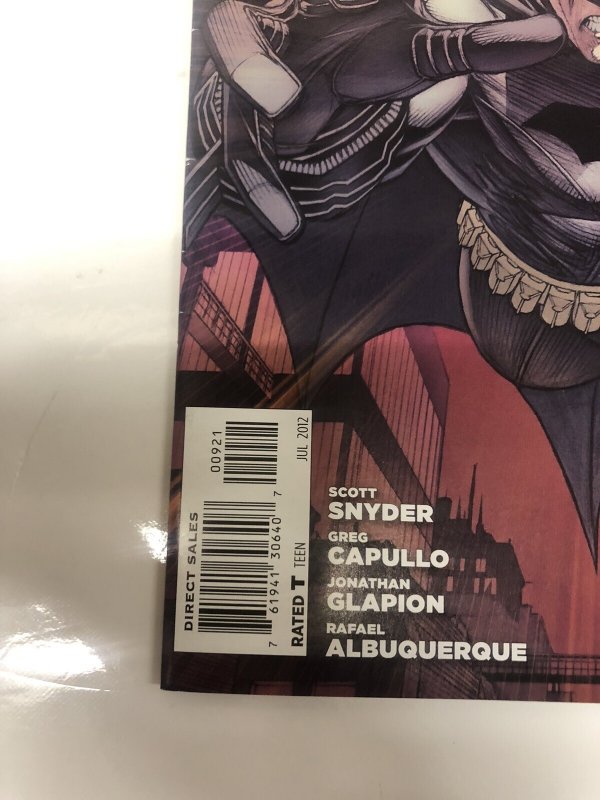 DIRECT SALES
00921
7 61941 30640 7
RATED T TEEN JUL 2012
SCOTT
SNYDER
GREG
CAPULLO
JONATHAN
GLAPION
RAFAEL
ALBUQUERQUE